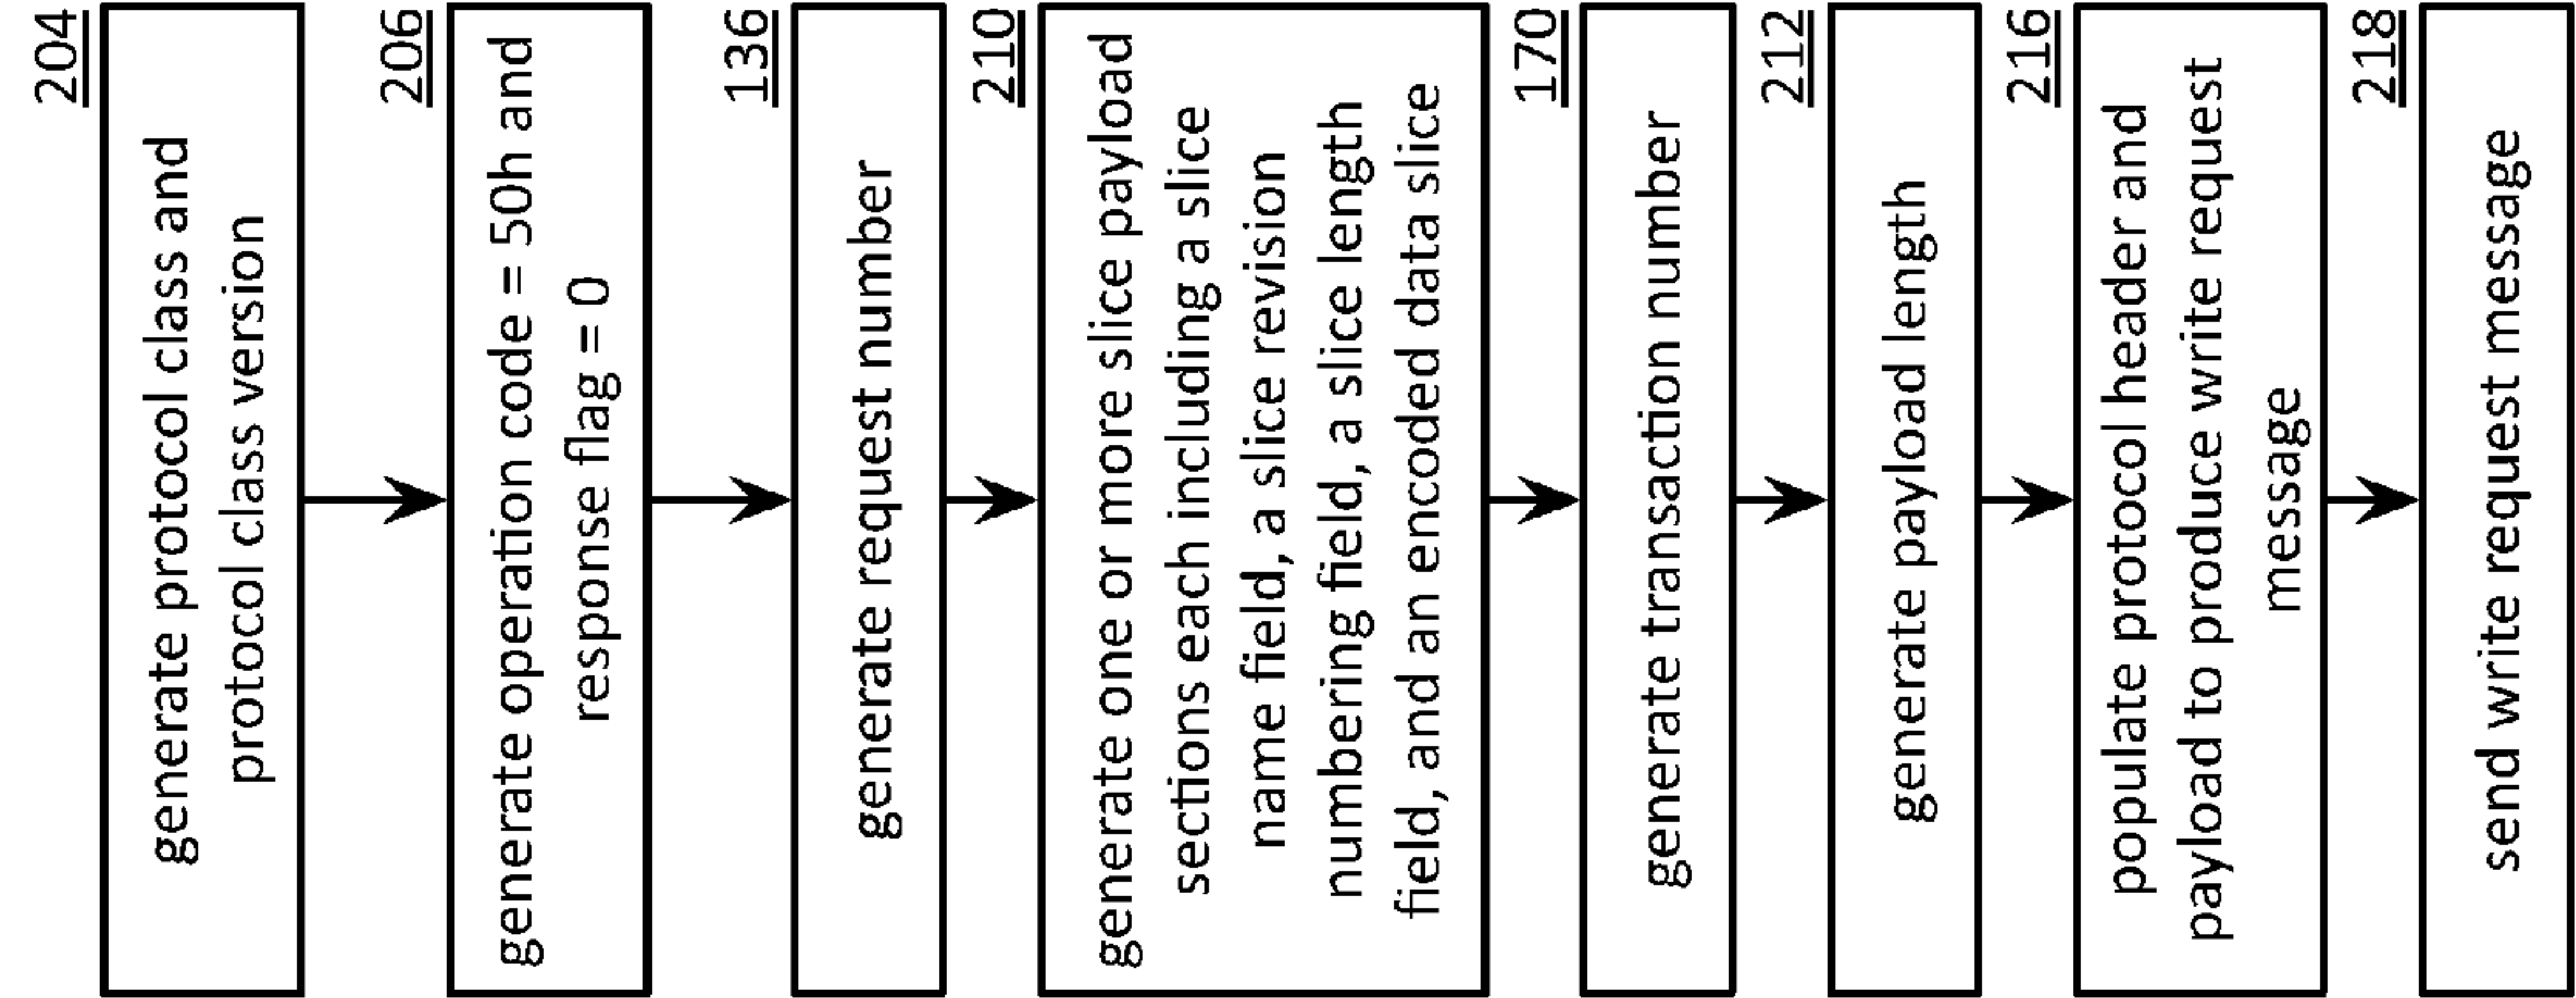 204
generate protocol class and
protocol class version
206
generate operation code = 50h and
response flag = 0
136
generate request number
210
generate one or more slice payload
sections each including a slice
name field, a slice revision
numbering field, a slice length
field, and an encoded data slice
170
generate transaction number
212
generate payload length
216
populate protocol header and
payload to produce write request
message
218
send write request message